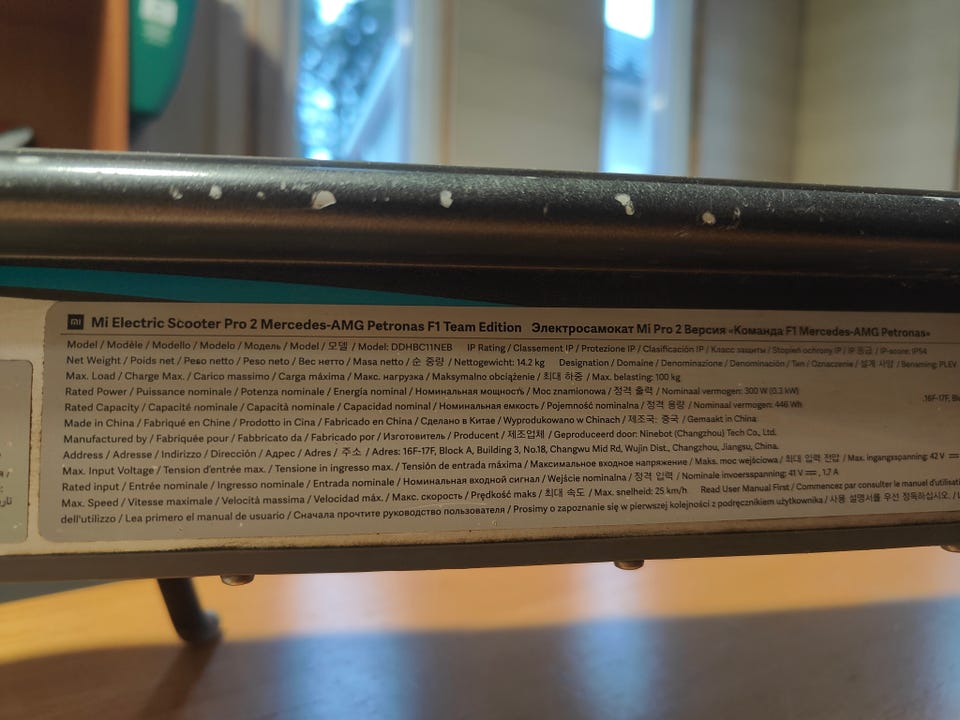 mi Mi Electric Scooter Pro 2 Mercedes-AMG Petronas F1 Team Edition Электросамокат Mi Pro 2 Версия «Команда F1 Mercedes-AMG Petronas»
Model / Modèle / Modello / Modelo / Модель / Model / 모델 / Model: DDHBC11NEB IP Rating / Classement IP / Protezione IP / Clasificación IP / Класс защиты / Stopień ochrony IP / IP 등급 / IP-score: IP54
Net Weight / Poids net / Peso netto / Peso neto / Вес нетто / Masa netto / 순 중량 / Nettogewicht: 14.2 kg Designation / Domaine / Denominazione / Denominación / Тип / Oznaczenie / 설계 사양 / Benaming: PLEV
Max. Load / Charge Max. / Carico massimo / Carga máxima / Макс. нагрузка / Maksymalne obciążenie / 최대 하중 / Max. belasting: 100 kg
Rated Power / Puissance nominale / Potenza nominale / Energía nominal / Номинальная мощность / Moc znamionowa / 정격 출력 / Nominaal vermogen: 300 W (0.3 kW)
Rated Capacity / Capacité nominale / Capacità nominale / Capacidad nominal / Номинальная емкость / Pojemność nominalna / 정격 용량 / Nominaal vermogen: 446 Wh
Made in China / Fabriqué en Chine / Prodotto in Cina / Fabricado en China / Сделано в Китае / Wyprodukowano w Chinach / 제조국: 중국 / Gemaakt in China
Manufactured by / Fabriquée pour / Fabbricato da / Fabricado por / Изготовитель / Producent / 제조업체 / Geproduceerd door: Ninebot (Changzhou) Tech Co., Ltd.
Address / Adresse / Indirizzo / Dirección / Адрес / Adres / 주소 / Adres: 16F-17F, Block A, Building 3, No.18, Changwu Mid Rd, Wujin Dist., Changzhou, Jiangsu, China.
.16F-17F,
Max. Input Voltage / Tension d'entrée max. / Tensione in ingresso max. / Tensión de entrada máxima / Максимальное входное напряжение / Maks. moc wejściowa / 최대 입력 전압 / Max. ingangsspanning: 42 V ⎓
Rated input / Entrée nominale / Ingresso nominale / Entrada nominale / Номинальная входной сигнал / Wejście nominalne / 정격 입력 / Nominale invoerspanning: 41 V ⎓, 1,7 A
Max. Speed / Vitesse maximale / Velocità massima / Velocidad máx. / Макс. скорость / Prędkość maks / 최대 속도 / Max. snelheid: 25 km/h Read User Manual First / Commencez par consulter le manuel d'utilisation
dell'utilizzo / Lea primero el manual de usuario / Сначала прочтите руководство пользователя / Prosimy o zapoznanie się w pierwszej kolejności z podręcznikiem użytkownika / 사용 설명서를 우선 정독하십시오. /